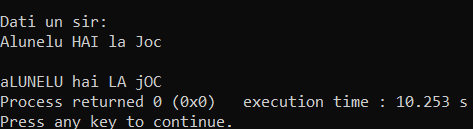 Dati un sir:
Alunelu HAI la Joc
aLUNELU hai LA jOC
Process returned 0 (0x0)   execution time : 10.253 s
Press any key to continue.